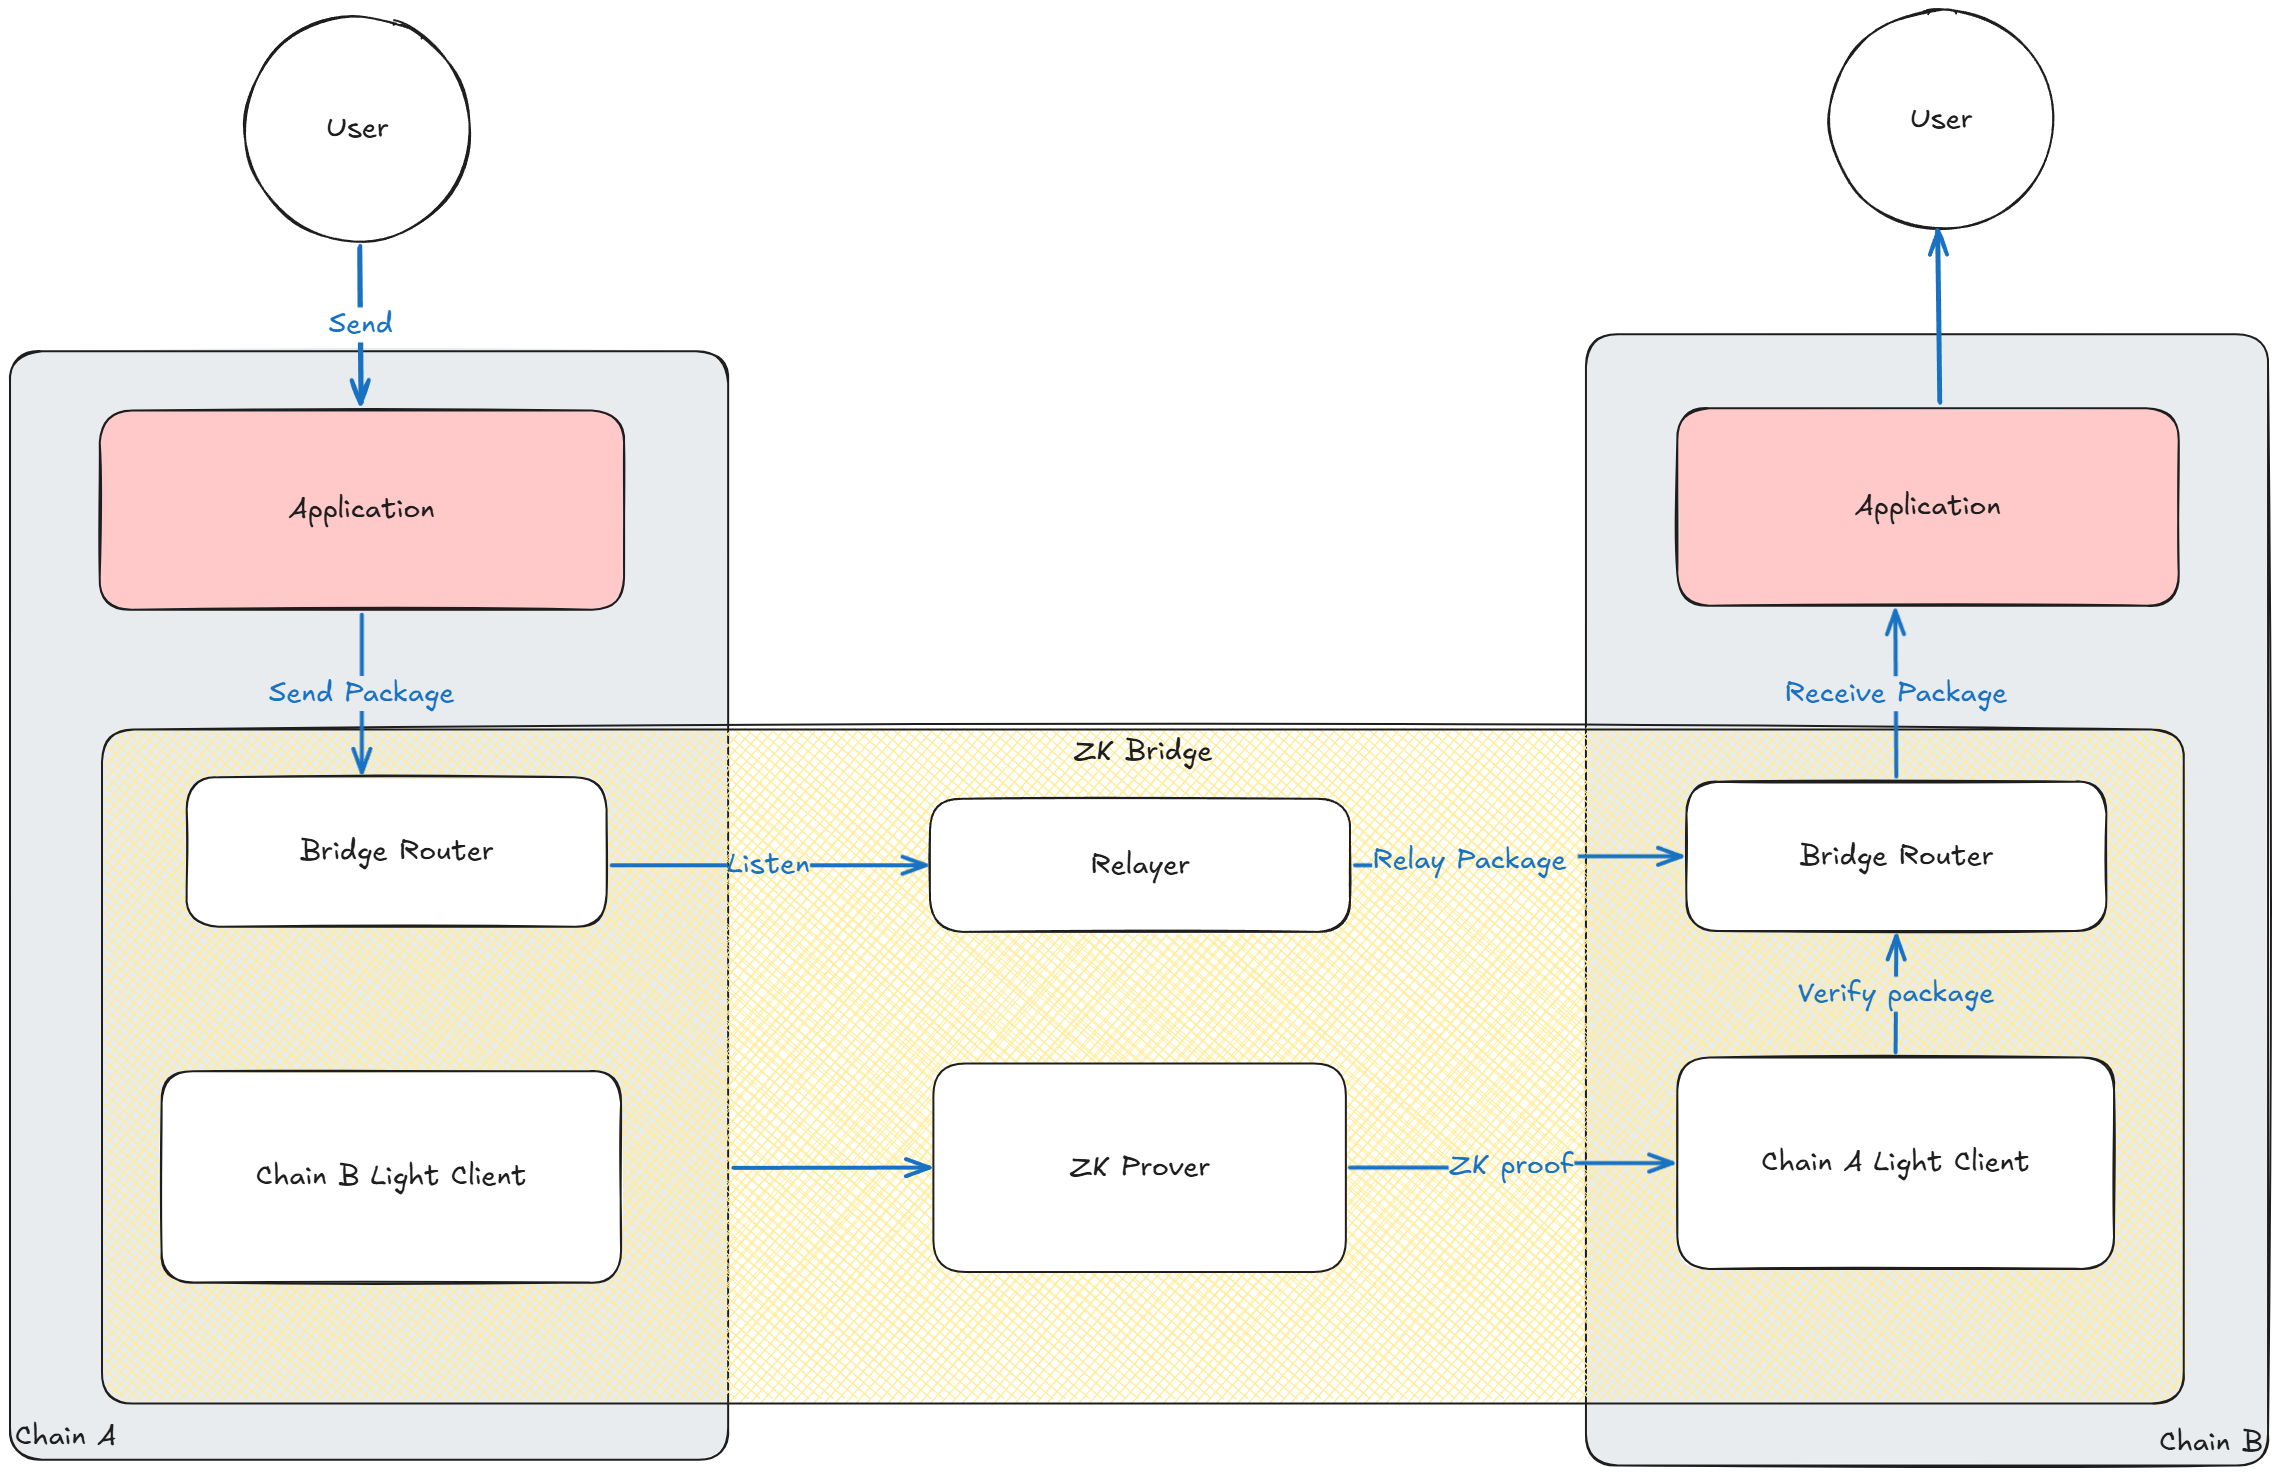 User
User
Send
Application
Application
Send Package
Receive Package
ZK Bridge
Bridge Router
Listen
Relayer
Relay Package
Bridge Router
Verify package
Chain B Light Client
ZK Prover
ZK proof
Chain A Light Client
Chain A
Chain B